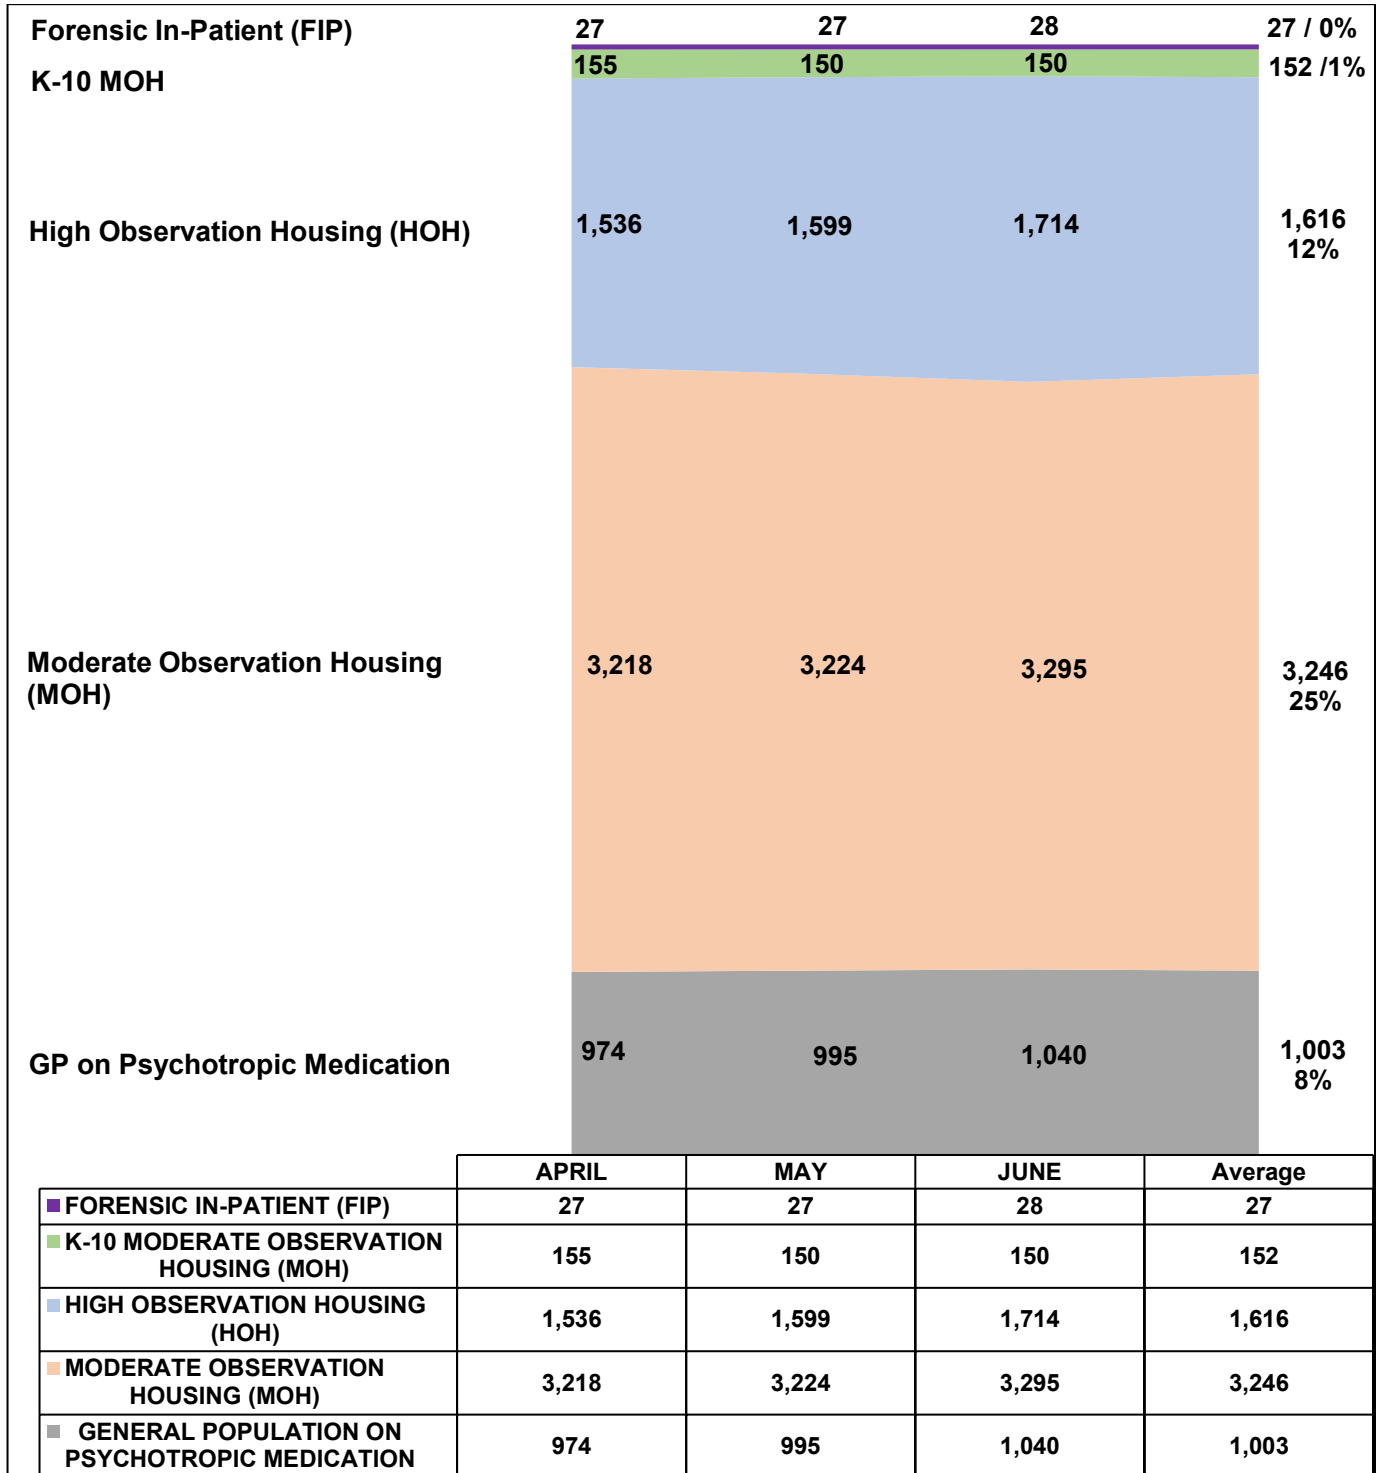 Forensic In-Patient (FIP) 27 27 28 27 / 0%
K-10 MOH 155 150 150 152 /1%
High Observation Housing (HOH) 1,536 1,599 1,714 1,616
12%
Moderate Observation Housing
(MOH) 3,218 3,224 3,295 3,246
25%
GP on Psychotropic Medication 974 995 1,040 1,003
8%
APRIL MAY JUNE Average
FORENSIC IN-PATIENT (FIP) 27 27 28 27
K-10 MODERATE OBSERVATION
HOUSING (MOH) 155 150 150 152
HIGH OBSERVATION HOUSING
(HOH) 1,536 1,599 1,714 1,616
MODERATE OBSERVATION
HOUSING (MOH) 3,218 3,224 3,295 3,246
GENERAL POPULATION ON
PSYCHOTROPIC MEDICATION 974 995 1,040 1,003